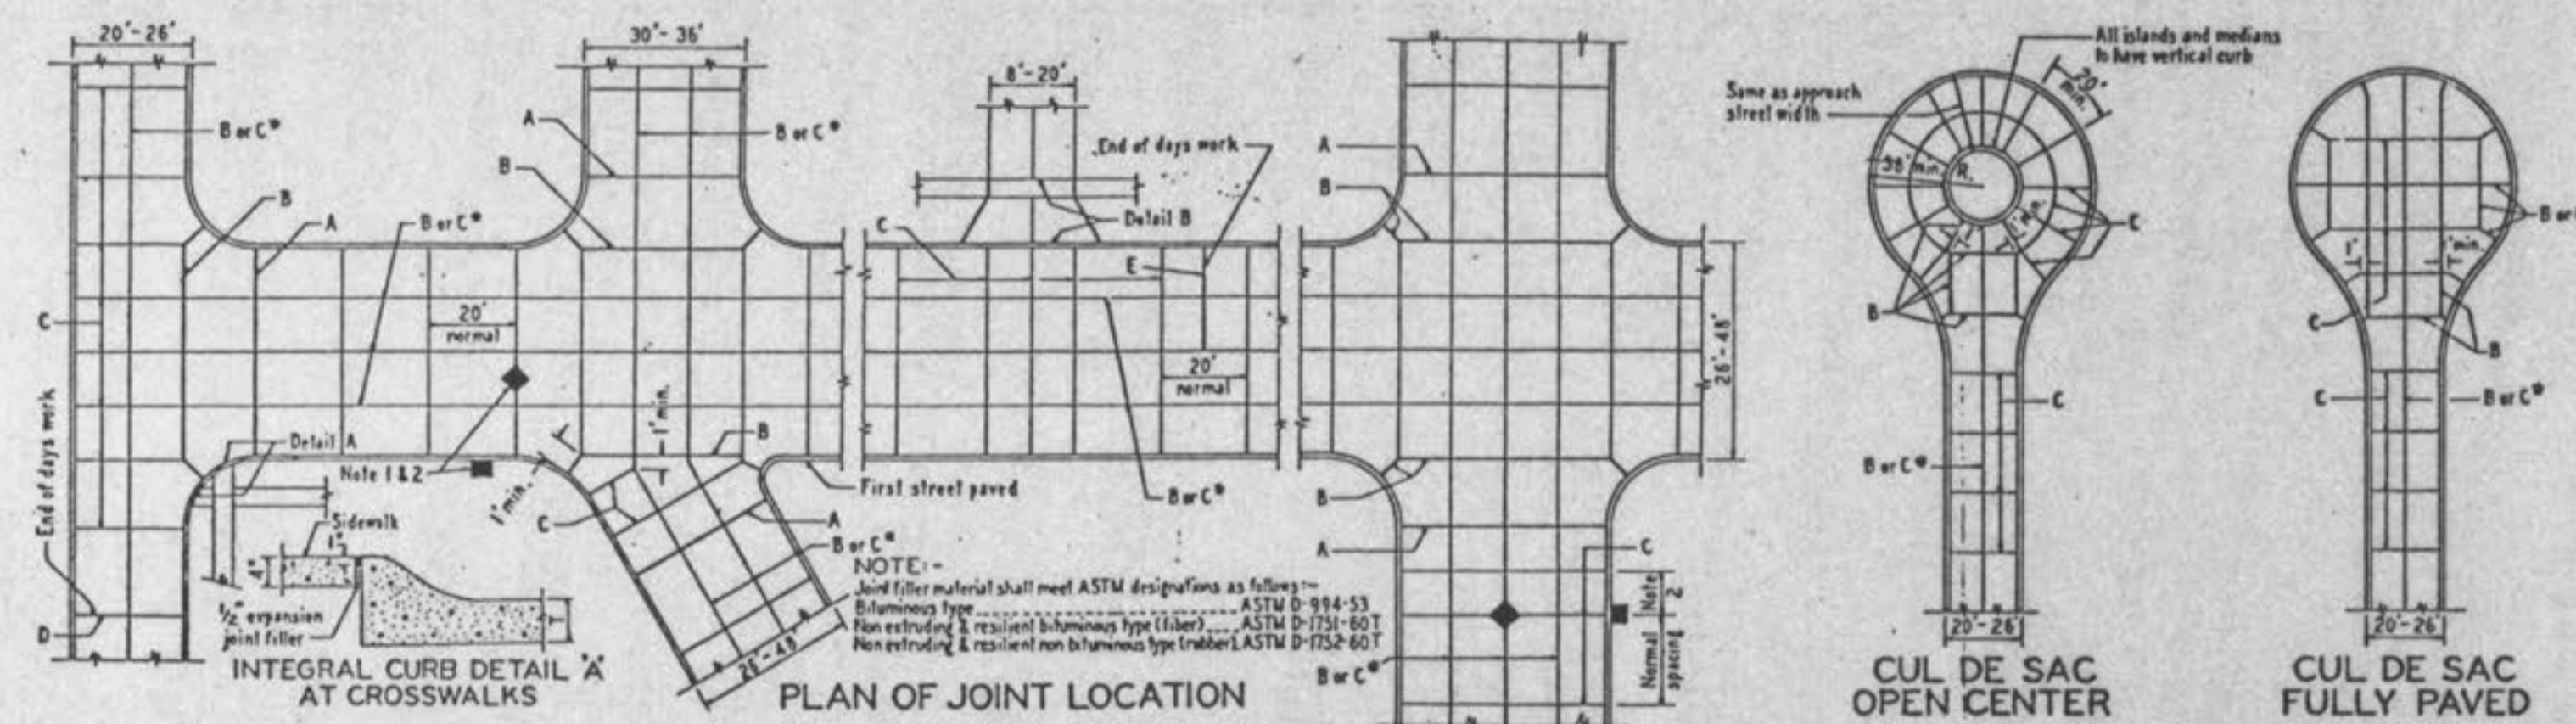 20'-26'
30'-36'
8'-20'
B or C*
A
B or C*
B
End of days work
A
B
All islands and medians
to have vertical curb
20'
min.
Same as approach
street width
38' min. R.
1' Min.
C
B
B
A
B or C*
C
Detail B
E
B or
1'
1' min.
C
20'
normal
20'
normal
26'-48'
C
B
End of days work
Detail A
Note 1 & 2
1' min.
B
1' min.
First street paved
B or C*
B
C
B or C*
C
B or C*
Sidewalk
1"
4"
1/2" expansion
joint filler
T
D
C
A
B or C*
A
C
Note 2
Normal
spacing
B or C*
NOTE:-
Joint filler material shall meet ASTM designations as follows:-
Bituminous type ASTM D-994-53
Non extruding & resilient bituminous type (fiber) ASTM D-1751-60T
Non extruding & resilient non bituminous type (rubber) ASTM D-1752-60T
26'-48'
20'-26'
20'-26'
INTEGRAL CURB DETAIL "A"
AT CROSSWALKS
PLAN OF JOINT LOCATION
CUL DE SAC
OPEN CENTER
CUL DE SAC
FULLY PAVED